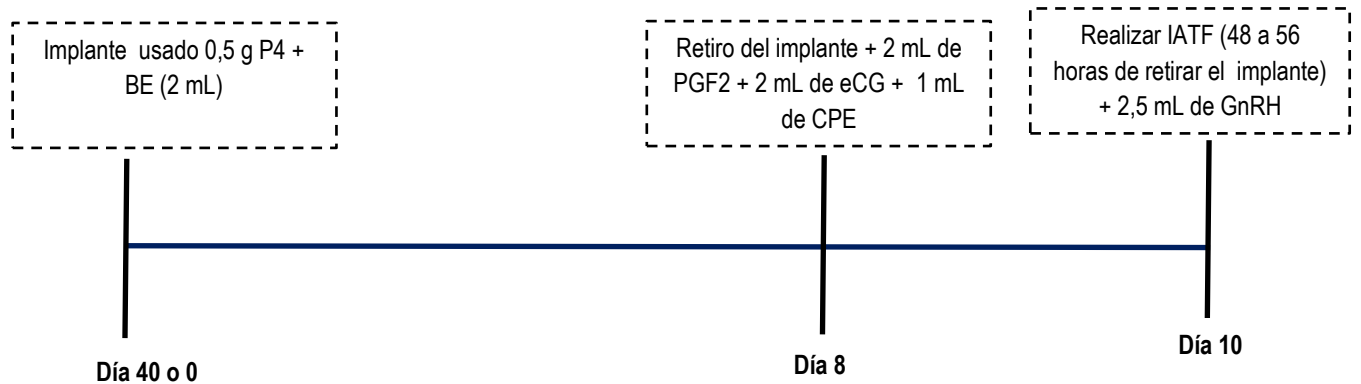 Implante usado 0,5 g P4 +
BE (2 mL)
Retiro del implante + 2 mL de
PGF2 + 2 mL de eCG + 1 mL
de CPE
Realizar IATF (48 a 56
horas de retirar el implante)
+ 2,5 mL de GnRH
Día 40 o 0
Día 8
Día 10